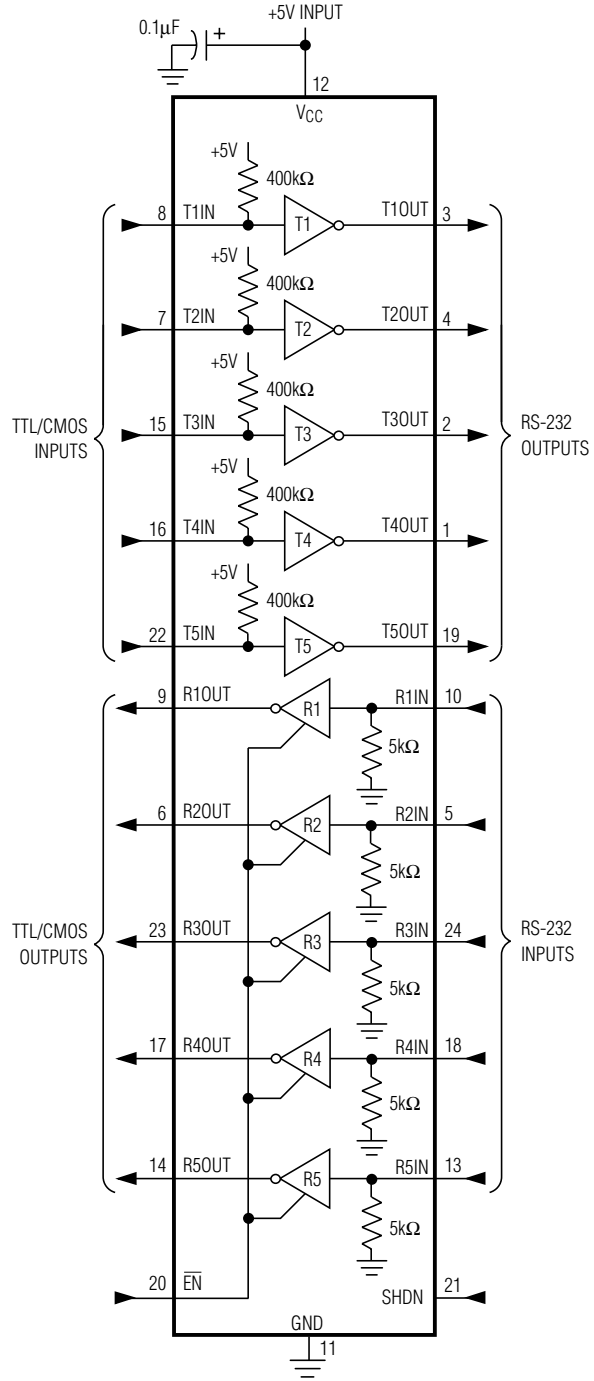 +5V INPUT
0.1µF +
12
VCC
+5V
400kΩ
8 T1IN T1 T1OUT 3
+5V
400kΩ
7 T2IN T2 T2OUT 4
+5V
400kΩ
TTL/CMOS
INPUTS
15 T3IN T3 T3OUT 2
RS-232
OUTPUTS
+5V
400kΩ
16 T4IN T4 T4OUT 1
+5V
400kΩ
22 T5IN T5 T5OUT 19
9 R1OUT R1 R1IN 10
5kΩ
6 R2OUT R2 R2IN 5
5kΩ
TTL/CMOS
OUTPUTS
23 R3OUT R3 R3IN 24
RS-232
INPUTS
5kΩ
17 R4OUT R4 R4IN 18
5kΩ
14 R5OUT R5 R5IN 13
5kΩ
20 E̅N̅ SHDN 21
GND
11